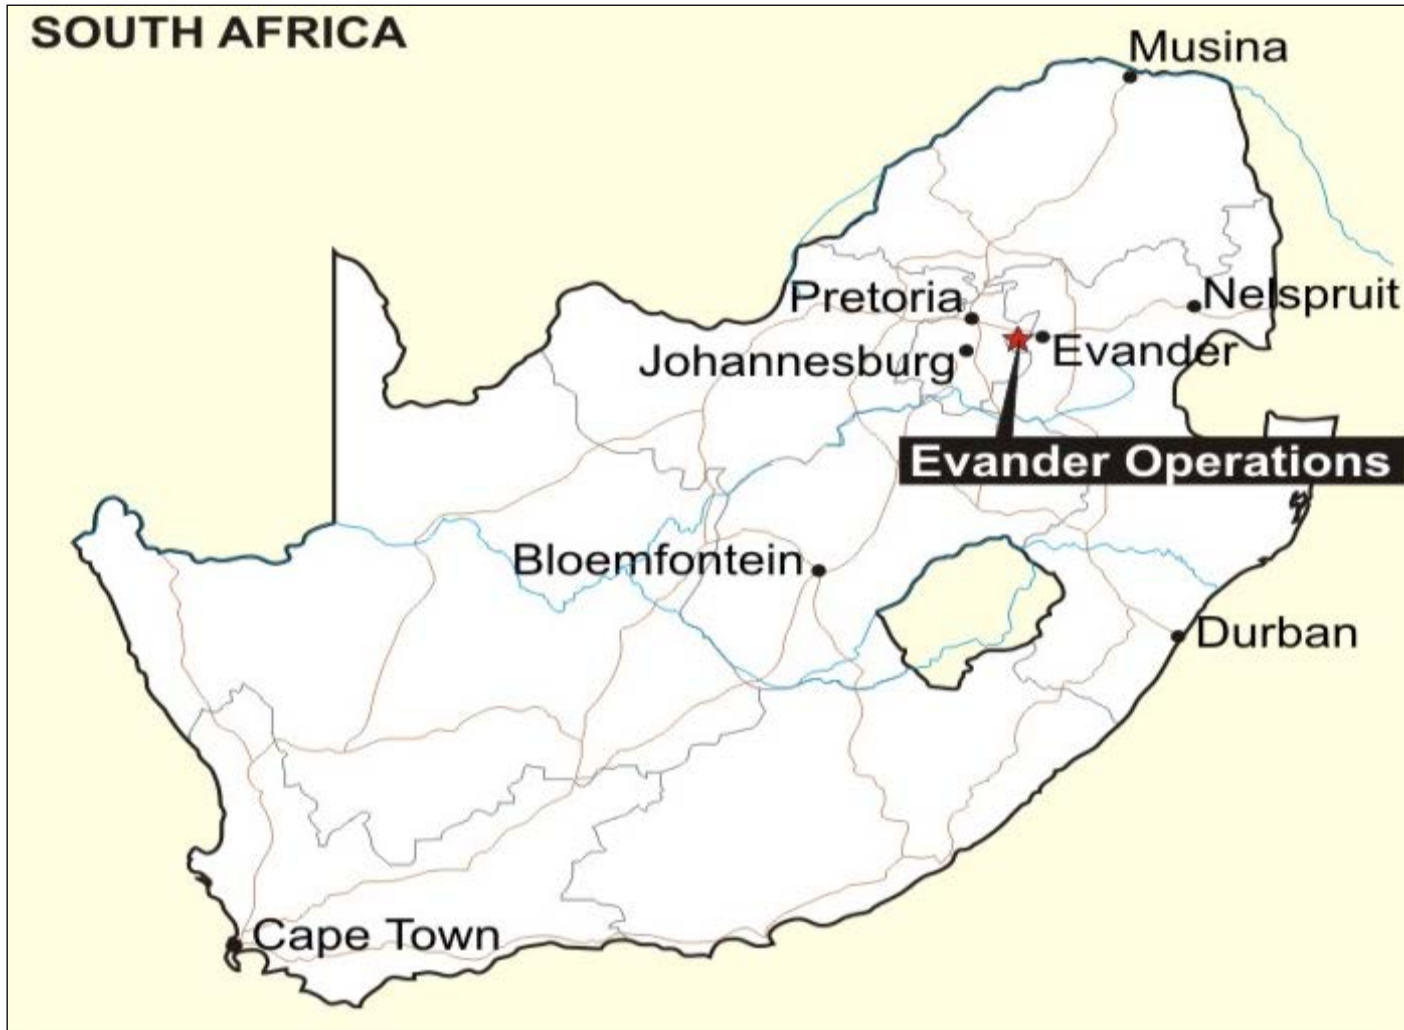 SOUTH AFRICA
Musina
Pretoria
Nelspruit
Johannesburg
Evander
Evander Operations
Bloemfontein
Durban
Cape Town